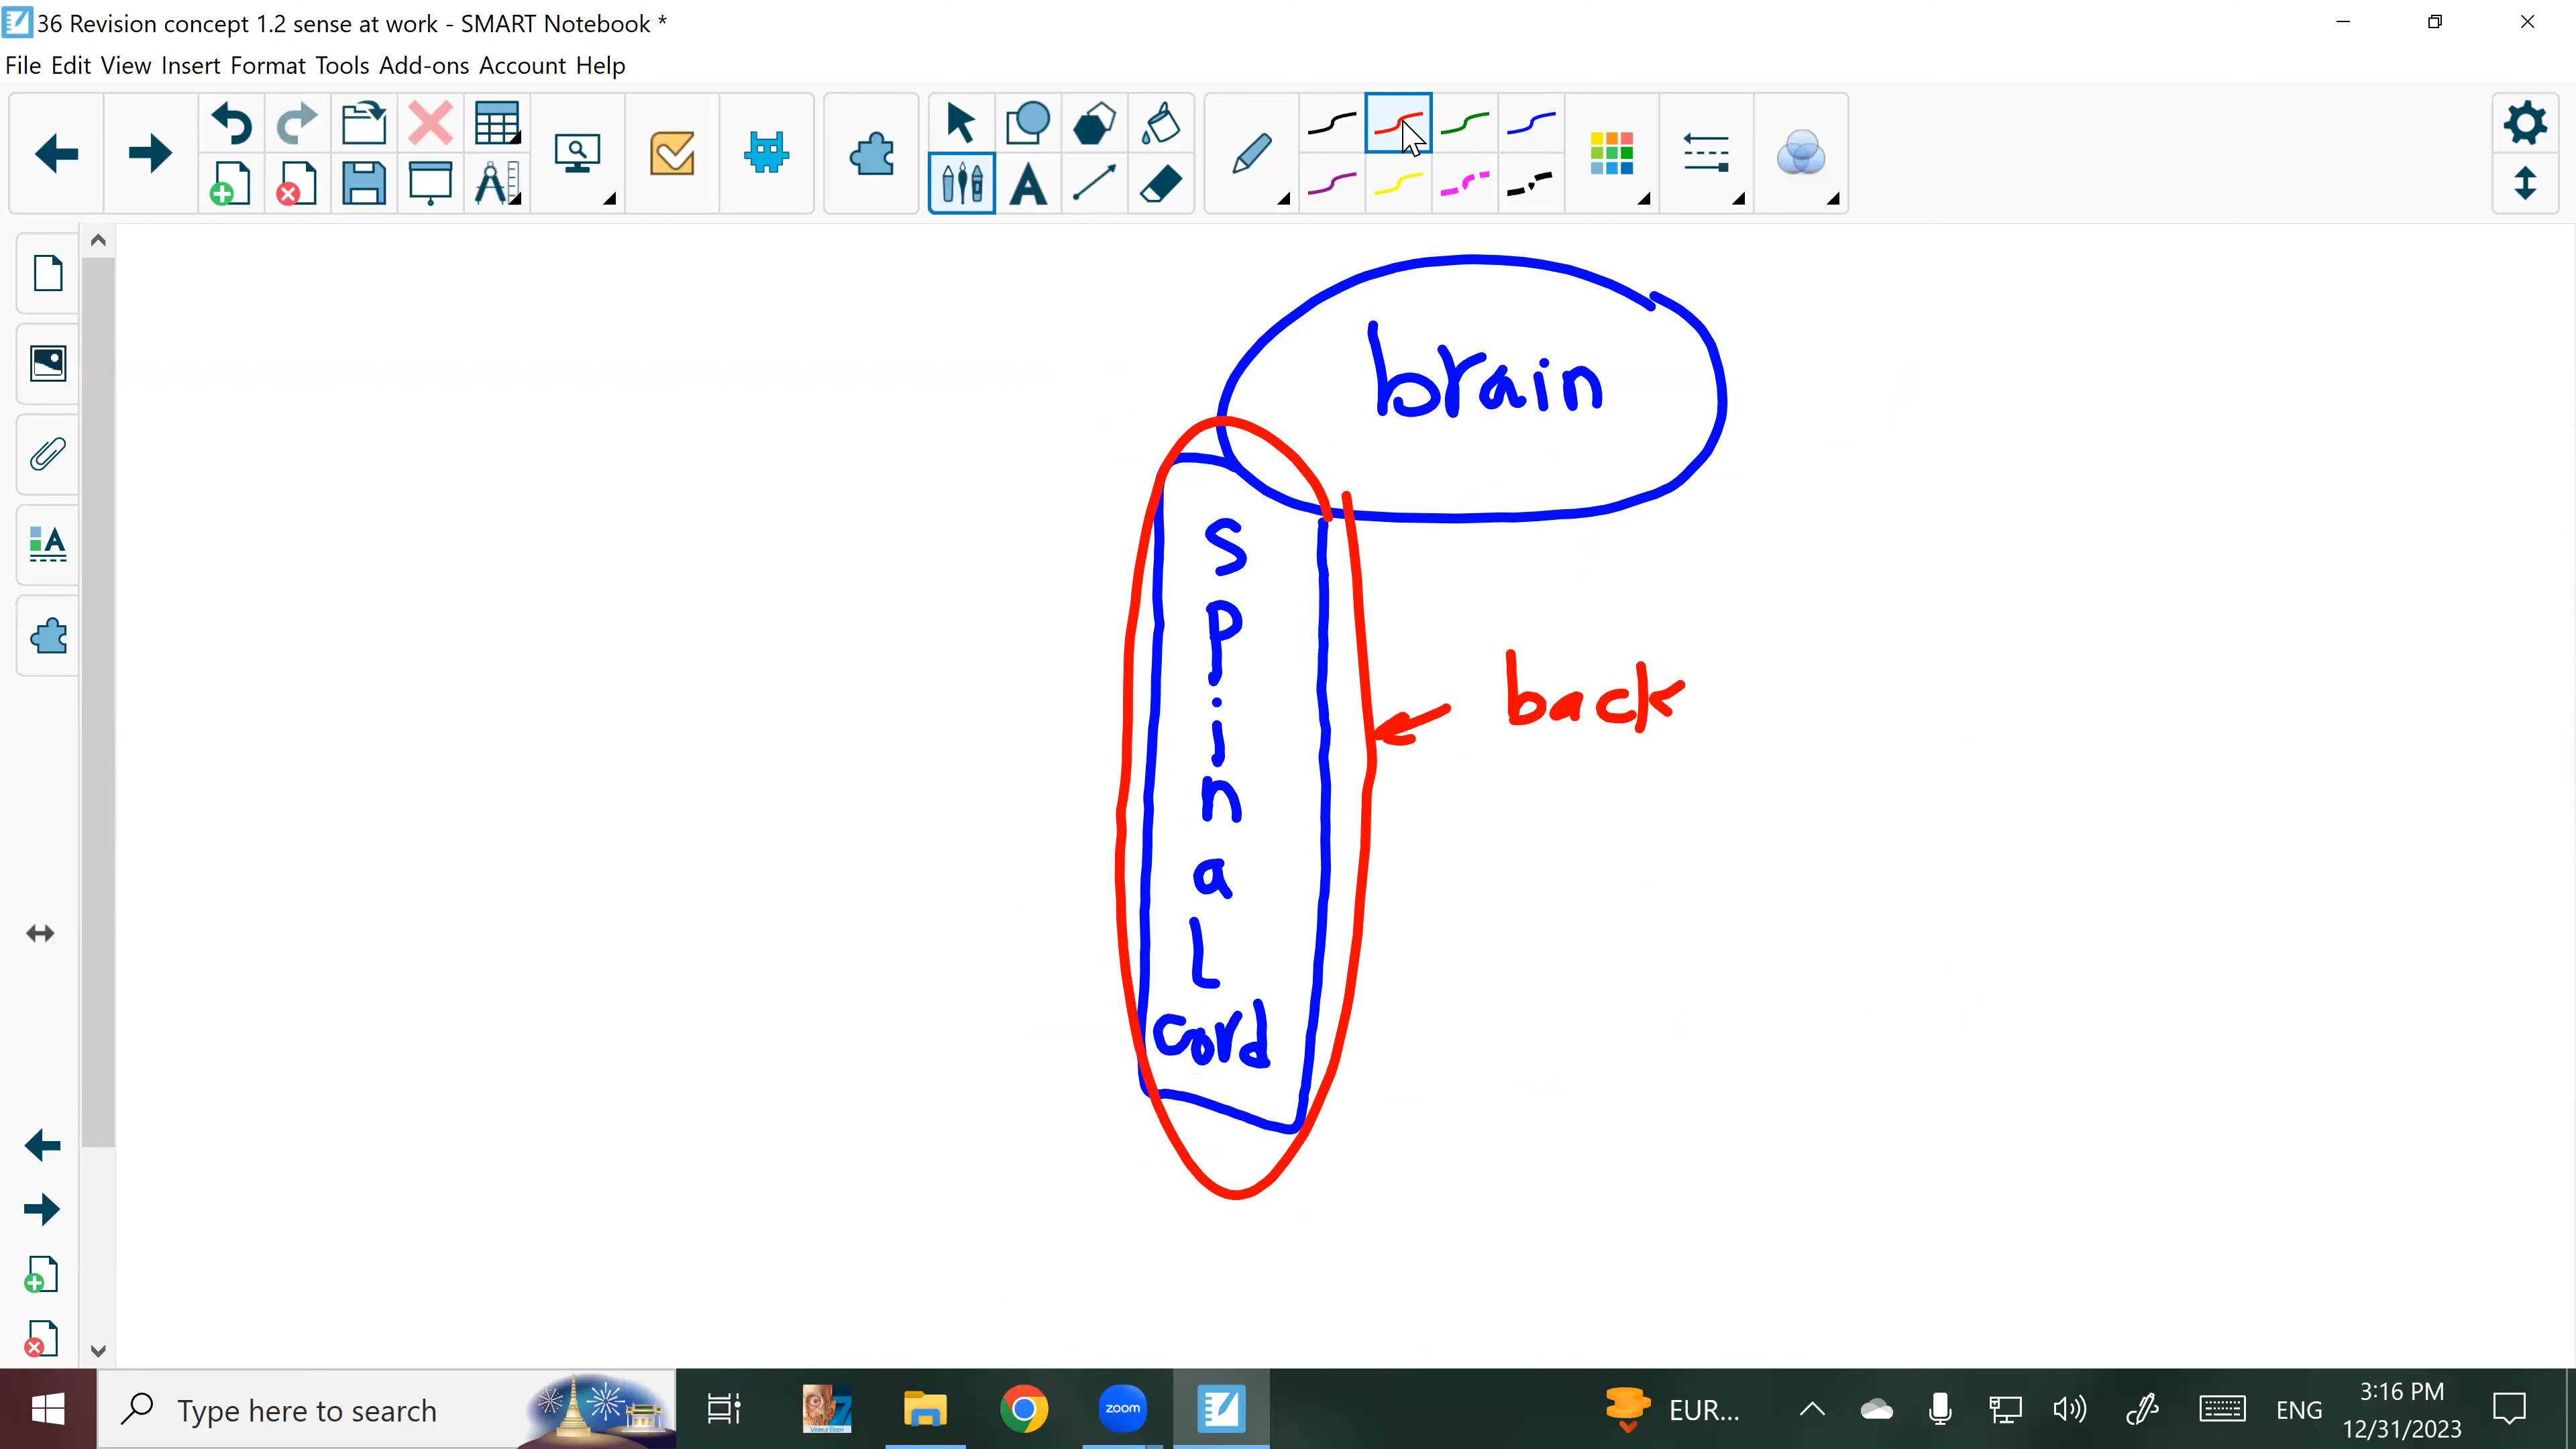 36 Revision concept 1.2 sense at work - SMART Notebook *
File Edit View Insert Format Tools Add-ons Account Help
brain
s
p
i
n
a
L
cord
back
Type here to search
zoom
EUR...
ENG
3:16 PM
12/31/2023